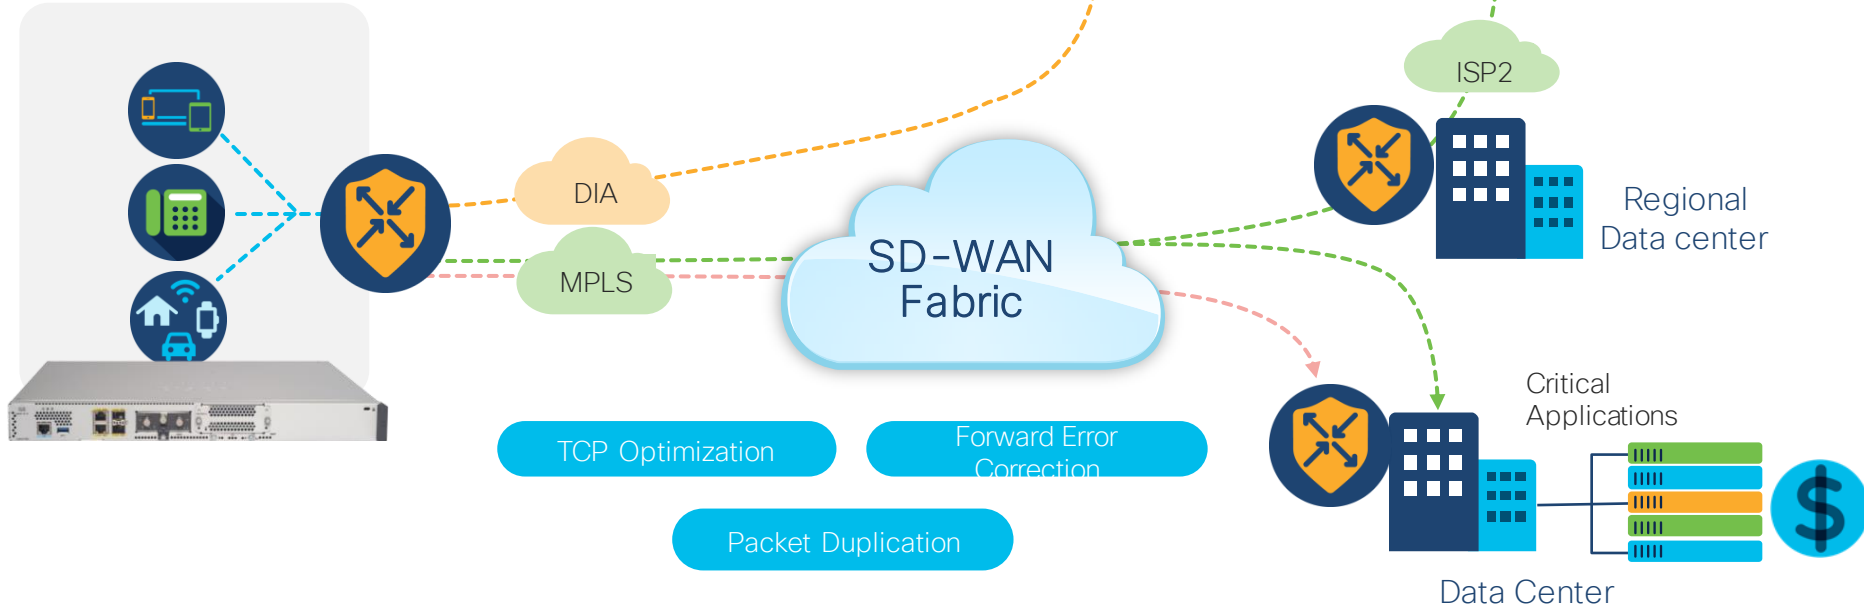 ISP2
DIA
Regional
Data center
MPLS
SD-WAN
Fabric
Critical
Applications
TCP Optimization
Forward Error
Correction
Packet Duplication
Data Center